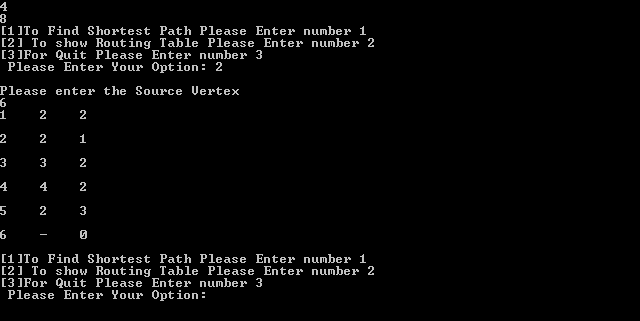 4
8
[1]To Find Shortest Path Please Enter number 1
[2] To show Routing Table Please Enter number 2
[3]For Quit Please Enter number 3
Please Enter Your Option: 2
Please enter the Source Vertex
6
1 2 2
2 2 1
3 3 2
4 4 2
5 2 3
6 - 0
[1]To Find Shortest Path Please Enter number 1
[2] To show Routing Table Please Enter number 2
[3]For Quit Please Enter number 3
Please Enter Your Option: